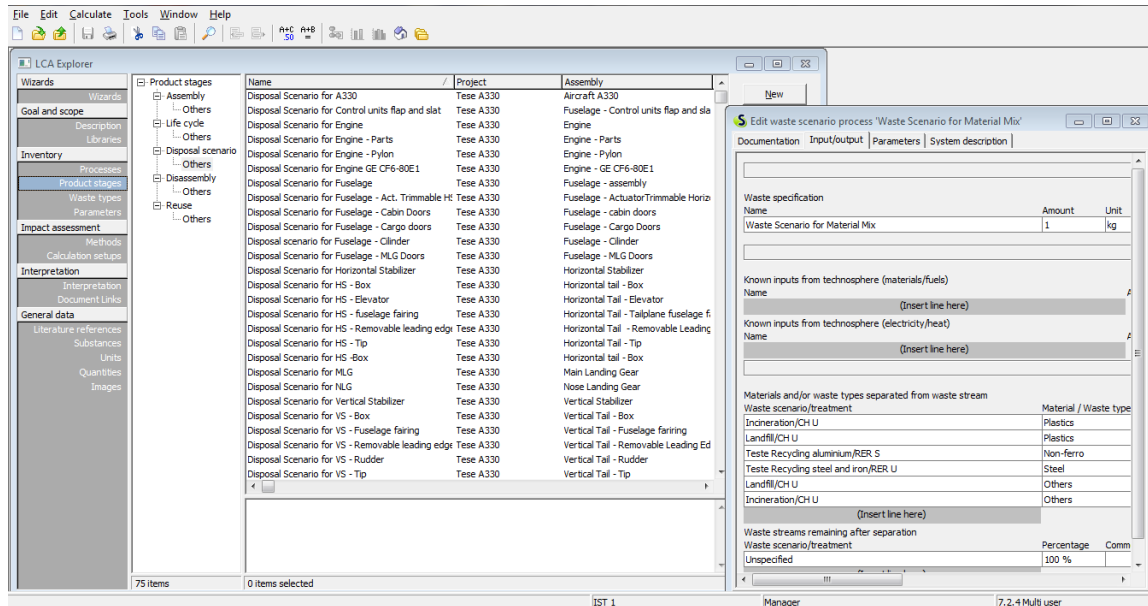 File Edit Calculate Tools Window Help
LCA Explorer
Wizards
Wizards
Goal and scope
Description
Libraries
Inventory
Processes
Product stages
Waste types
Parameters
Impact assessment
Methods
Calculation setups
Interpretation
Interpretation
Document Links
General data
Literature references
Substances
Units
Quantities
Images
Product stages
Assembly
Others
Life cycle
Others
Disposal scenario
Others
Disassembly
Others
Reuse
Others
75 items
Name / Project Assembly
Disposal Scenario for A330 Tese A330 Aircraft A330
Disposal Scenario for Control units flap and slat Tese A330 Fuselage - Control units flap and sla
Disposal Scenario for Engine Tese A330 Engine
Disposal Scenario for Engine - Parts Tese A330 Engine - Parts
Disposal Scenario for Engine - Pylon Tese A330 Engine - Pylon
Disposal Scenario for Engine GE CF6-80E1 Tese A330 Engine - GE CF6-80E1
Disposal Scenario for Fuselage Tese A330 Fuselage - assembly
Disposal Scenario for Fuselage - Act. Trimmable HS Tese A330 Fuselage - ActuatorTrimmable Horiz
Disposal Scenario for Fuselage - Cabin Doors Tese A330 Fuselage - cabin doors
Disposal Scenario for Fuselage - Cargo doors Tese A330 Fuselage - Cargo Doors
Disposal scenario for Fuselage - Cilinder Tese A330 Fuselage - Cilinder
Disposal Scenario for Fuselage - MLG Doors Tese A330 Fuselage - MLG Doors
Disposal Scenario for Horizontal Stabilizer Tese A330 Horizontal Stabilizer
Disposal Scenario for HS - Box Tese A330 Horizontal tail - Box
Disposal Scenario for HS - Elevator Tese A330 Horizontal Tail - Elevator
Disposal Scenario for HS - fuselage fairing Tese A330 Horizontal Tail - Tailplane fuselage f
Disposal Scenario for HS - Removable leading edg Tese A330 Horizontal Tail - Removable Leading
Disposal Scenario for HS - Tip Tese A330 Horizontal Tail - Tip
Disposal Scenario for HS -Box Tese A330 Horizontal tail - Box
Disposal Scenario for MLG Tese A330 Main Landing Gear
Disposal Scenario for NLG Tese A330 Nose Landing Gear
Disposal Scenario for Vertical Stabilizer Tese A330 Vertical Stabilizer
Disposal Scenario for VS - Box Tese A330 Vertical Tail - Box
Disposal Scenario for VS - Fuselage fairing Tese A330 Vertical Tail - Fuselage farining
Disposal Scenario for VS - Removable leading edge Tese A330 Vertical Tail - Removable Leading Ed
Disposal Scenario for VS - Rudder Tese A330 Vertical Tail - Rudder
Disposal Scenario for VS - Tip Tese A330 Vertical Tail - Tip
0 items selected
New
Edit waste scenario process 'Waste Scenario for Material Mix'
Documentation Input/output Parameters System description
Waste specification
Name Amount Unit
Waste Scenario for Material Mix 1 kg
Known inputs from technosphere (materials/fuels)
Name A
(Insert line here)
Known inputs from technosphere (electricity/heat)
Name A
(Insert line here)
Materials and/or waste types separated from waste stream
Waste scenario/treatment Material / Waste type
Incineration/CH U Plastics
Landfill/CH U Plastics
Teste Recycling aluminium/RER S Non-ferro
Teste Recycling steel and iron/RER U Steel
Landfill/CH U Others
Incineration/CH U Others
(Insert line here)
Waste streams remaining after separation
Waste scenario/treatment Percentage Comm
Unspecified 100 %
IST 1 Manager 7.2.4 Multi user